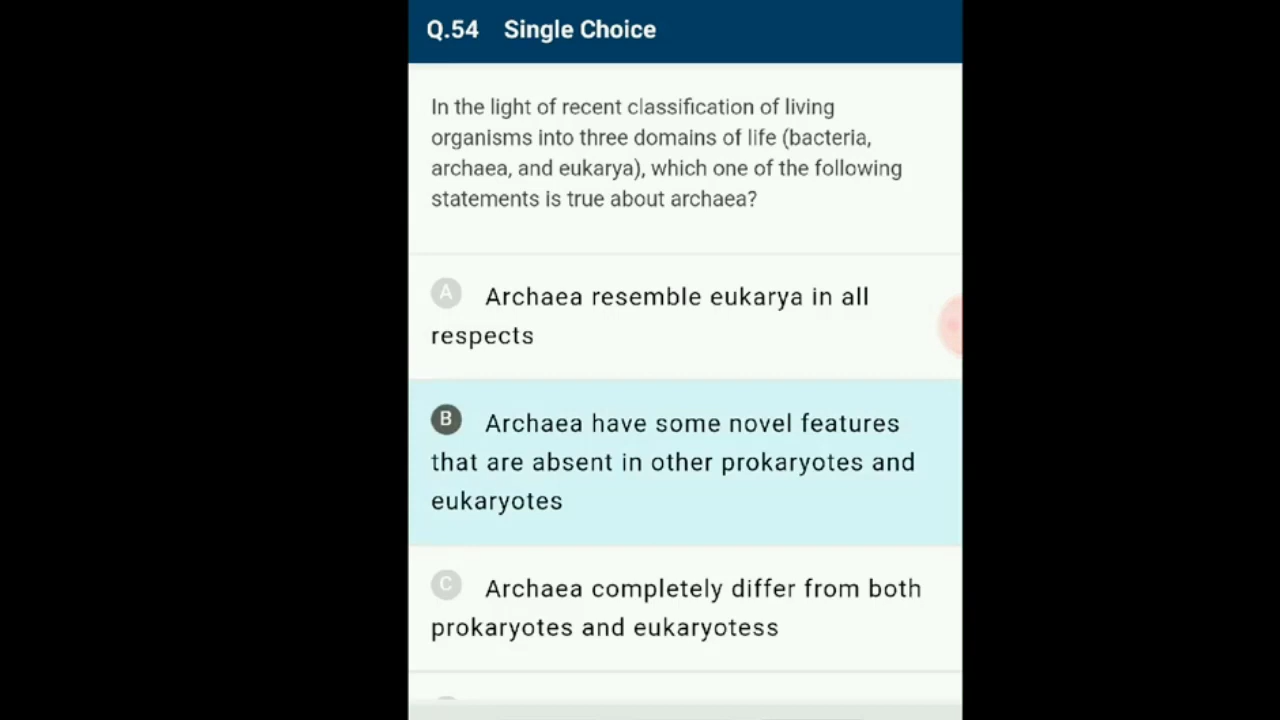 Q.54 Single Choice
In the light of recent classification of living
organisms into three domains of life (bacteria,
archaea, and eukarya), which one of the following
statements is true about archaea?
A Archaea resemble eukarya in all
respects
B Archaea have some novel features
that are absent in other prokaryotes and
eukaryotes
C Archaea completely differ from both
prokaryotes and eukaryotess